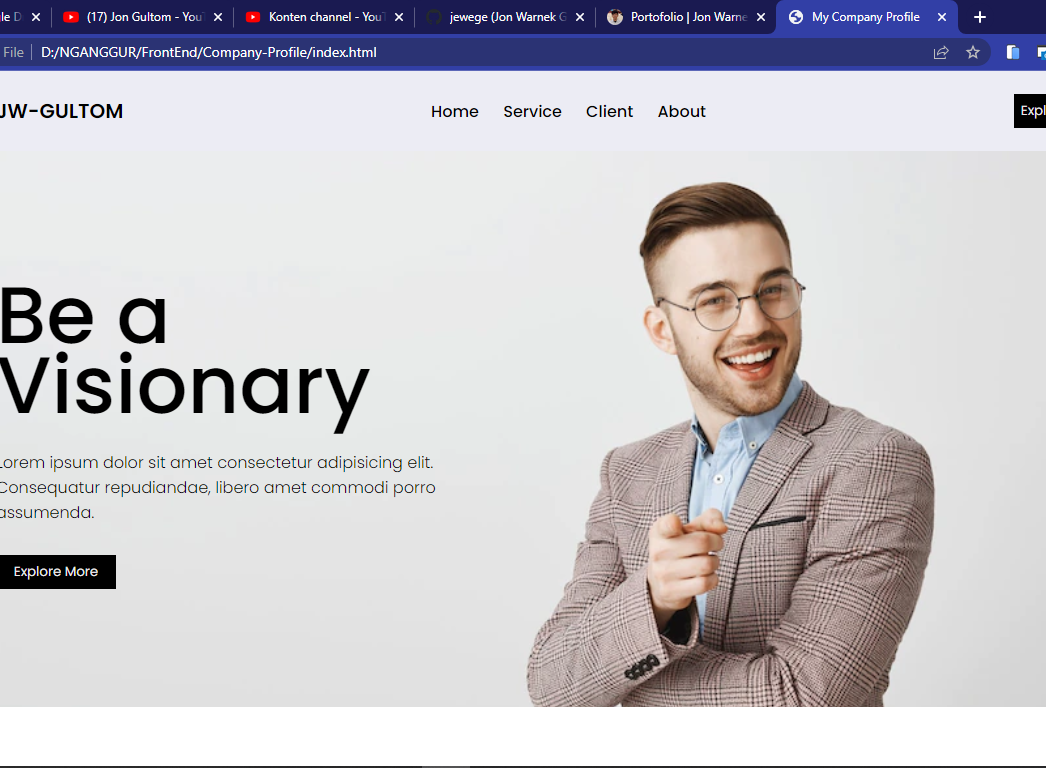 le D
(17) Jon Gultom - You
Konten channel - You
jewege (Jon Warnek G
Portofolio | Jon Warne
My Company Profile
File
D:/NGANGGUR/FrontEnd/Company-Profile/index.html
JW-GULTOM
Home
Service
Client
About
Expl
Be a
Visionary
Lorem ipsum dolor sit amet consectetur adipisicing elit.
Consequatur repudiandae, libero amet commodi porro
assumenda.
Explore More